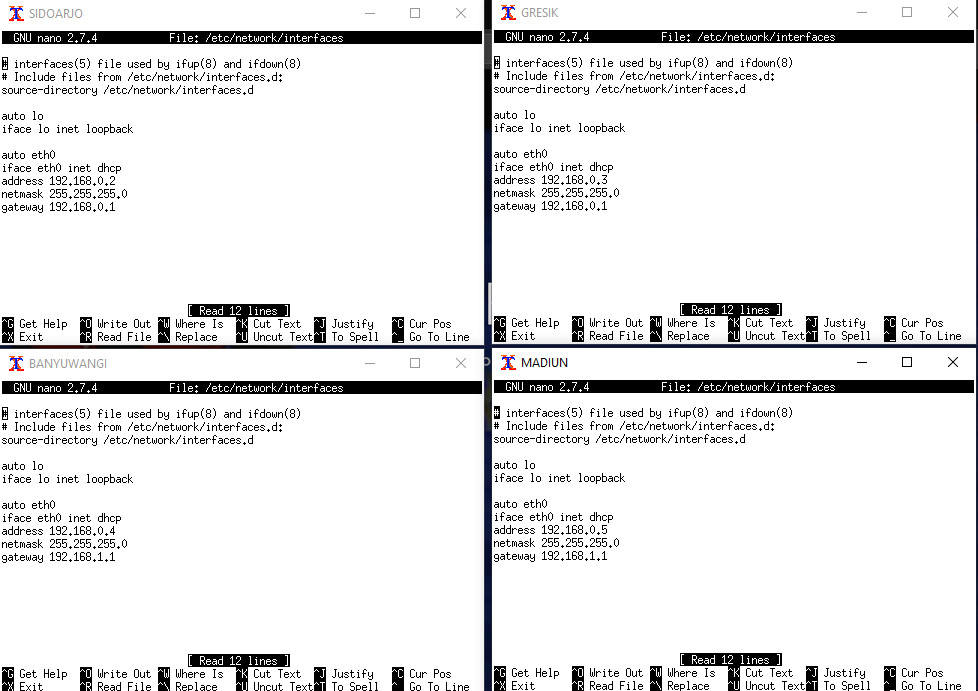 SIDOARJO
GNU nano 2.7.4 File: /etc/network/interfaces
# interfaces(5) file used by ifup(8) and ifdown(8)
# Include files from /etc/network/interfaces.d:
source-directory /etc/network/interfaces.d
auto lo
iface lo inet loopback
auto eth0
iface eth0 inet dhcp
address 192.168.0.2
netmask 255.255.255.0
gateway 192.168.0.1
[ Read 12 lines ]
^G Get Help ^O Write Out ^W Where Is ^K Cut Text ^J Justify ^C Cur Pos
^X Exit ^R Read File ^\ Replace ^U Uncut Text ^T To Spell ^_ Go To Line
GRESIK
GNU nano 2.7.4 File: /etc/network/interfaces
# interfaces(5) file used by ifup(8) and ifdown(8)
# Include files from /etc/network/interfaces.d:
source-directory /etc/network/interfaces.d
auto lo
iface lo inet loopback
auto eth0
iface eth0 inet dhcp
address 192.168.0.3
netmask 255.255.255.0
gateway 192.168.0.1
[ Read 12 lines ]
^G Get Help ^O Write Out ^W Where Is ^K Cut Text ^J Justify ^C Cur Pos
^X Exit ^R Read File ^\ Replace ^U Uncut Text ^T To Spell ^_ Go To Line
BANYUWANGI
GNU nano 2.7.4 File: /etc/network/interfaces
# interfaces(5) file used by ifup(8) and ifdown(8)
# Include files from /etc/network/interfaces.d:
source-directory /etc/network/interfaces.d
auto lo
iface lo inet loopback
auto eth0
iface eth0 inet dhcp
address 192.168.0.4
netmask 255.255.255.0
gateway 192.168.1.1
[ Read 12 lines ]
^G Get Help ^O Write Out ^W Where Is ^K Cut Text ^J Justify ^C Cur Pos
^X Exit ^R Read File ^\ Replace ^U Uncut Text ^T To Spell ^_ Go To Line
MADIUN
GNU nano 2.7.4 File: /etc/network/interfaces
# interfaces(5) file used by ifup(8) and ifdown(8)
# Include files from /etc/network/interfaces.d:
source-directory /etc/network/interfaces.d
auto lo
iface lo inet loopback
auto eth0
iface eth0 inet dhcp
address 192.168.0.5
netmask 255.255.255.0
gateway 192.168.1.1
[ Read 12 lines ]
^G Get Help ^O Write Out ^W Where Is ^K Cut Text ^J Justify ^C Cur Pos
^X Exit ^R Read File ^\ Replace ^U Uncut Text ^T To Spell ^_ Go To Line